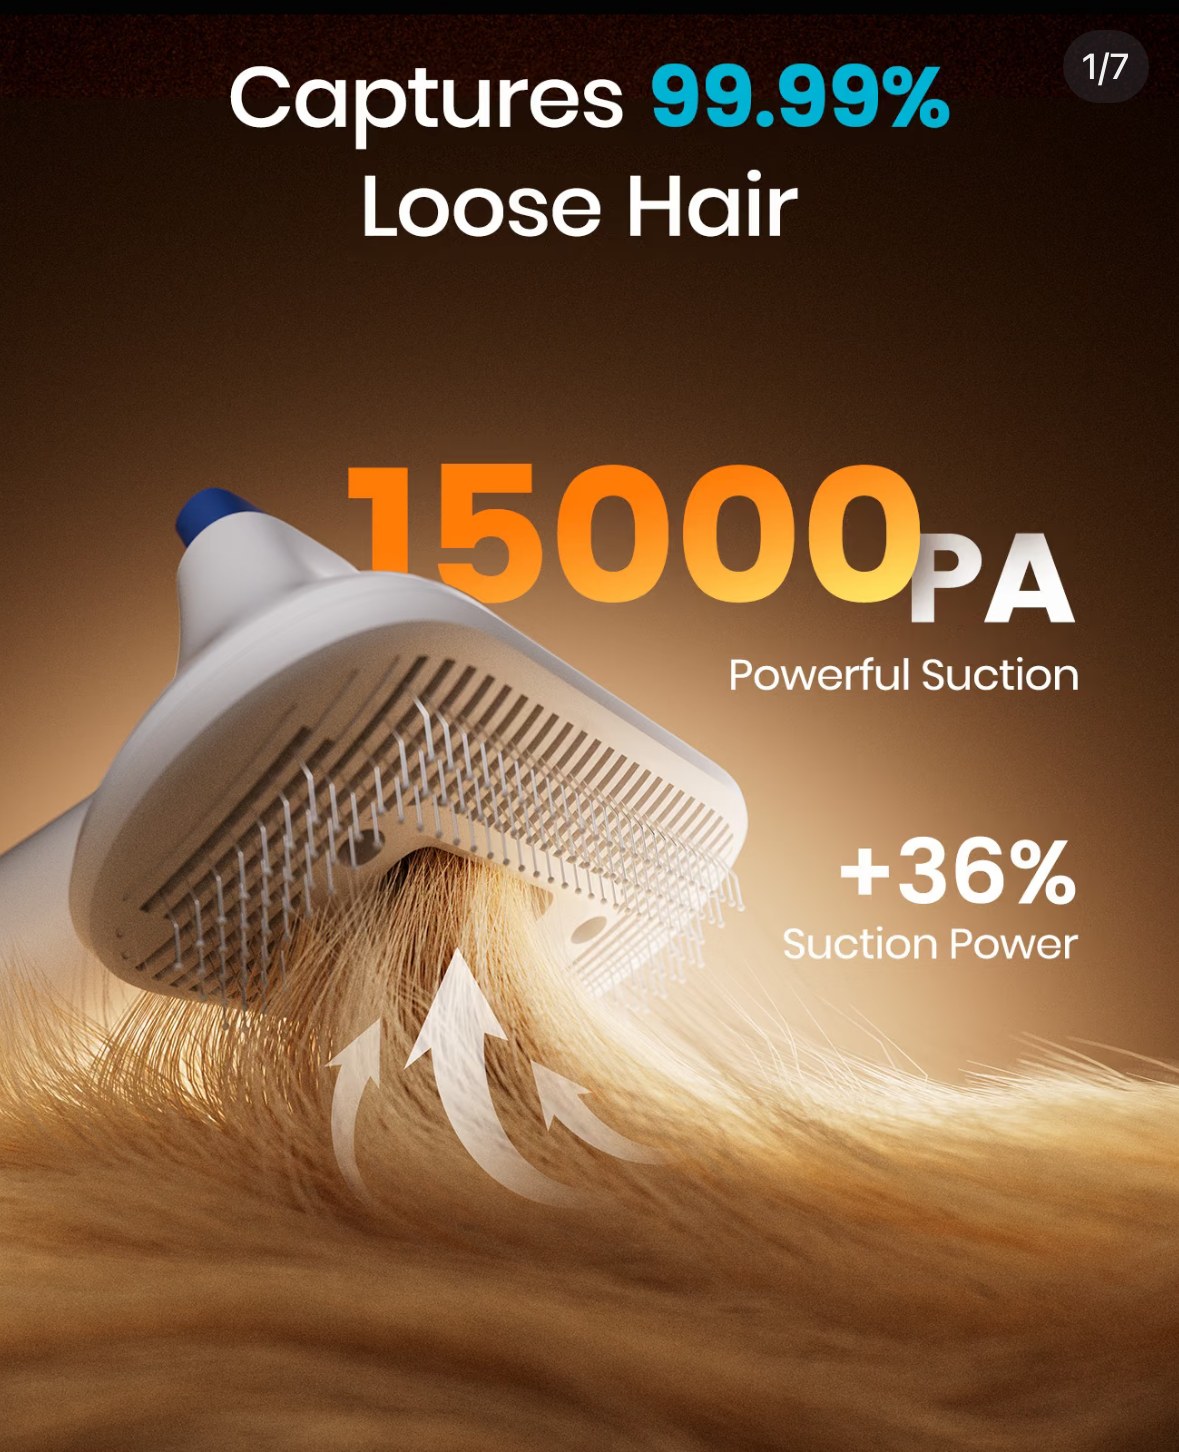 1/7
Captures 99.99%
Loose Hair
15000PA
Powerful Suction
+36%
Suction Power